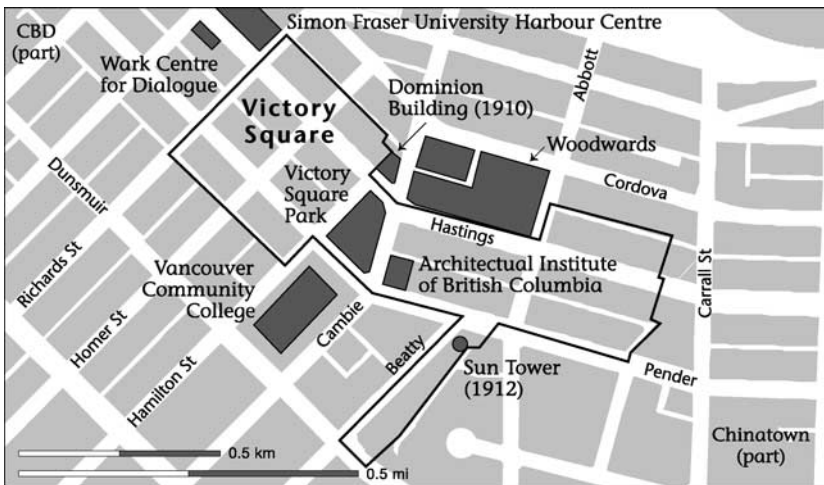 CBD
(part)
Simon Fraser University Harbour Centre
Wark Centre
for Dialogue
Victory
Square
Dominion
Building (1910)
Abbott
Woodwards
Dunsmuir
Victory
Square
Park
Cordova
Hastings
Richards St
Vancouver
Community
College
Architectual Institute
of British Columbia
Carrall St
Homer St
Cambie
Hamilton St
Beatty
Sun Tower
(1912)
Pender
Chinatown
(part)
0.5 km
0.5 mi